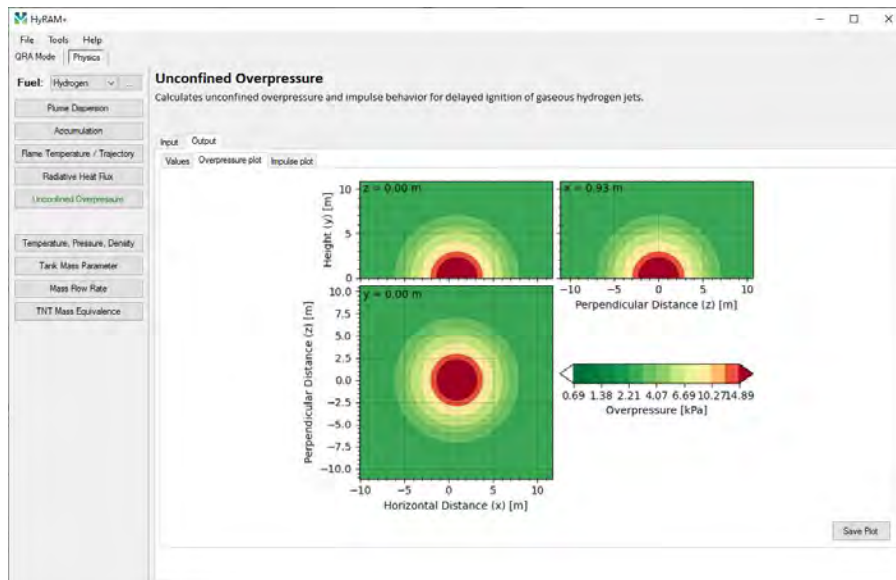 HyRAM+
File Tools Help
QRA Mode Physics
Fuel: Hydrogen ...
Plume Dispersion
Accumulation
Flame Temperature / Trajectory
Radiative Heat Flux
Unconfined Overpressure
Temperature, Pressure, Density
Tank Mass Parameter
Mass Flow Rate
TNT Mass Equivalence
Unconfined Overpressure
Calculates unconfined overpressure and impulse behavior for delayed ignition of gaseous hydrogen jets.
Input Output
Values Overpressure plot Impulse plot
z = 0.00 m
10
5
0
Height (y) [m]
x = 0.93 m
−10 −5 0 5 10
Perpendicular Distance (z) [m]
y = 0.00 m
10.0
7.5
5.0
2.5
0.0
−2.5
−5.0
−7.5
−10.0
Perpendicular Distance (z) [m]
−10 −5 0 5 10
Horizontal Distance (x) [m]
0.69 1.38 2.21 4.07 6.69 10.27 14.89
Overpressure [kPa]
Save Plot